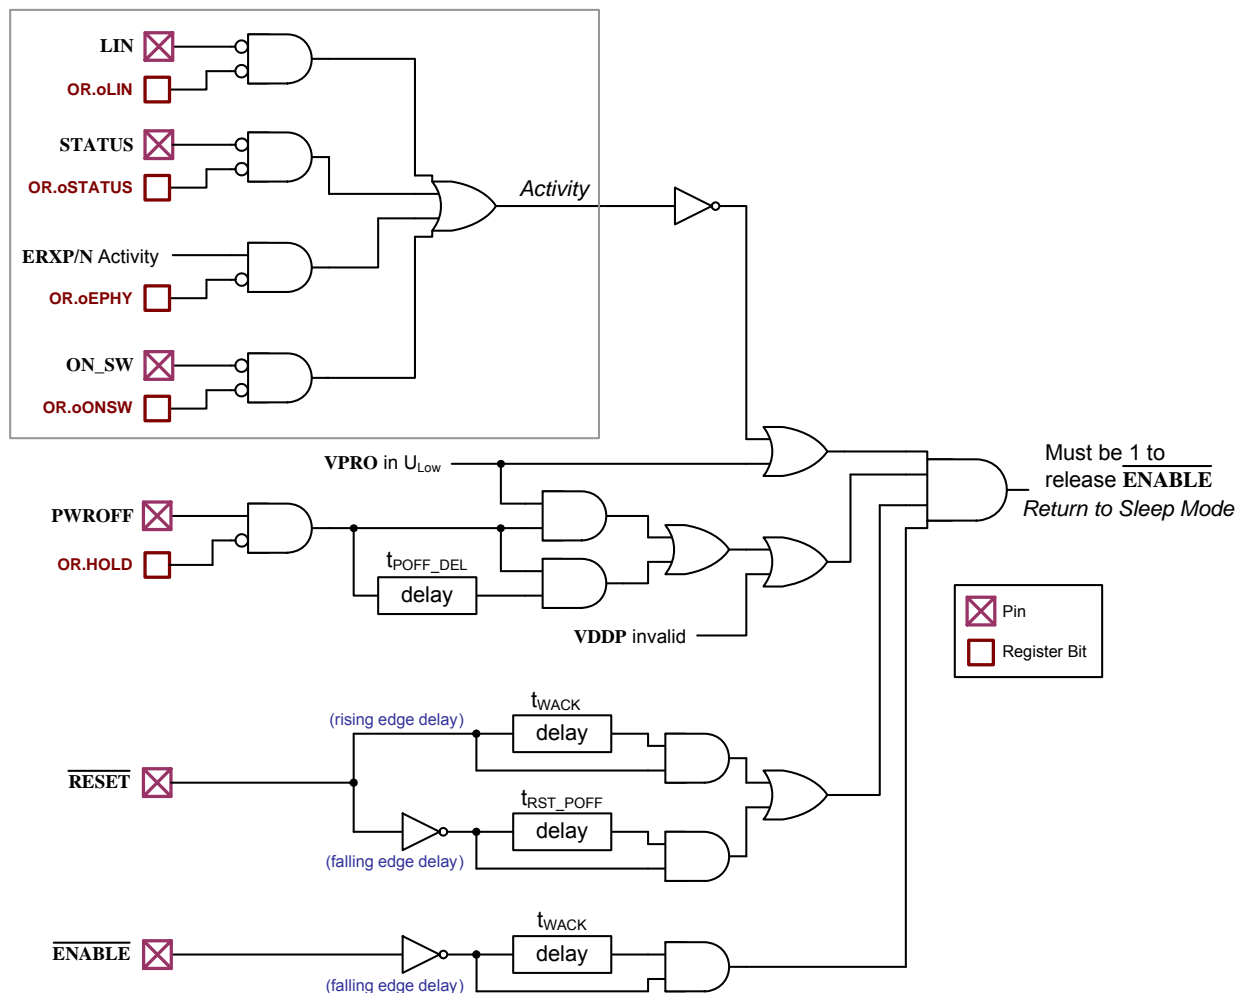 LIN
OR.oLIN
STATUS
OR.oSTATUS
ERXP/N Activity
OR.oEPHY
ON_SW
OR.oONSW
Activity
VPRO in ULow
PWROFF
OR.HOLD
tPOFF_DEL
delay
VDDP invalid
Must be 1 to
release ENABLE
Return to Sleep Mode
Pin
Register Bit
RESET
(rising edge delay)
tWACK
delay
tRST_POFF
delay
(falling edge delay)
ENABLE
tWACK
delay
(falling edge delay)